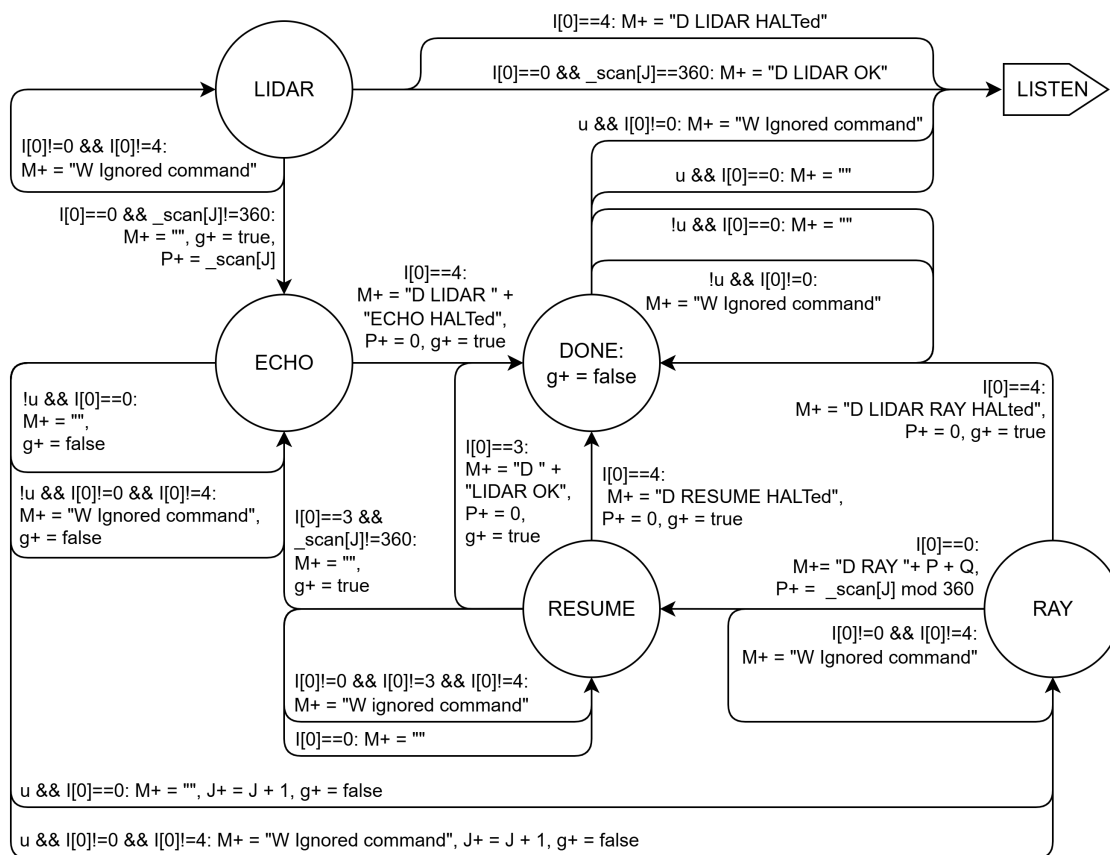 I[0]==4: M+ = "D LIDAR HALTed"
LIDAR
I[0]==0 && _scan[J]==360: M+ = "D LIDAR OK"
LISTEN
u && I[0]!=0: M+ = "W Ignored command"
I[0]!=0 && I[0]!=4:
M+ = "W Ignored command"
u && I[0]==0: M+ = ""
I[0]==0 && _scan[J]!=360:
M+ = "", g+ = true,
P+ = _scan[J]
!u && I[0]==0: M+ = ""
!u && I[0]!=0:
M+ = "W Ignored command"
I[0]==4:
M+ = "D LIDAR " +
"ECHO HALTed",
P+ = 0, g+ = true
ECHO
DONE:
g+ = false
!u && I[0]==0:
M+ = "",
g+ = false
I[0]==4:
M+ = "D LIDAR RAY HALted",
P+ = 0, g+ = true
!u && I[0]!=0 && I[0]!=4:
M+ = "W Ignored command",
g+ = false
I[0]==3 &&
_scan[J]!=360:
M+ = "",
g+ = true
I[0]==3:
M+ = "D " +
"LIDAR OK",
P+ = 0,
g+ = true
I[0]==4:
M+ = "D RESUME HALTed",
P+ = 0, g+ = true
I[0]==0:
M+= "D RAY "+ P + Q,
P+ = _scan[J] mod 360
RESUME
RAY
I[0]!=0 && I[0]!=4:
M+ = "W Ignored command"
I[0]!=0 && I[0]!=3 && I[0]!=4:
M+ = "W ignored command"
I[0]==0: M+ = ""
u && I[0]==0: M+ = "", J+ = J + 1, g+ = false
u && I[0]!=0 && I[0]!=4: M+ = "W Ignored command", J+ = J + 1, g+ = false